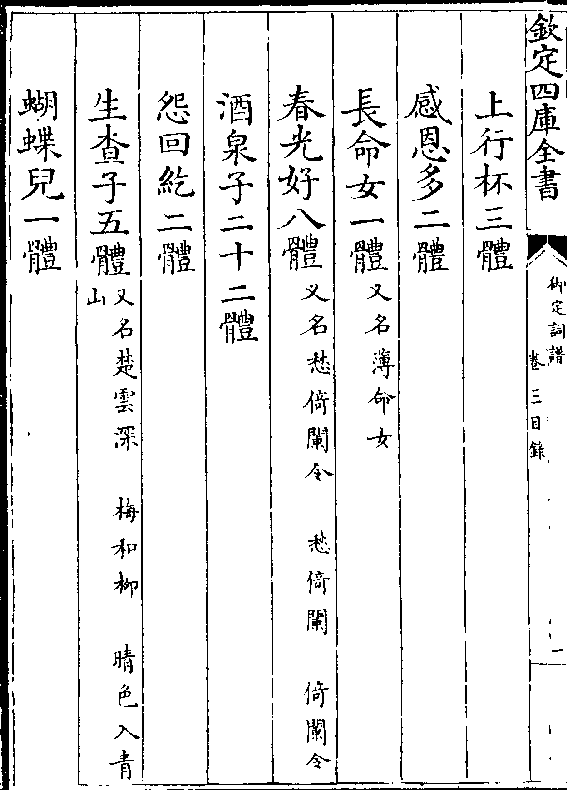 欽定四庫全書
御定詞譜
卷三目錄
一
上行杯三體
感恩多二體
長命女一體 又名薄命女
春光好八體 又名愁倚闌令 愁倚闌 倚闌令
酒泉子二十二體
怨回紇二體
生查子五體 又名楚雲深 梅和柳 晴色入青
山
蝴蝶兒一體